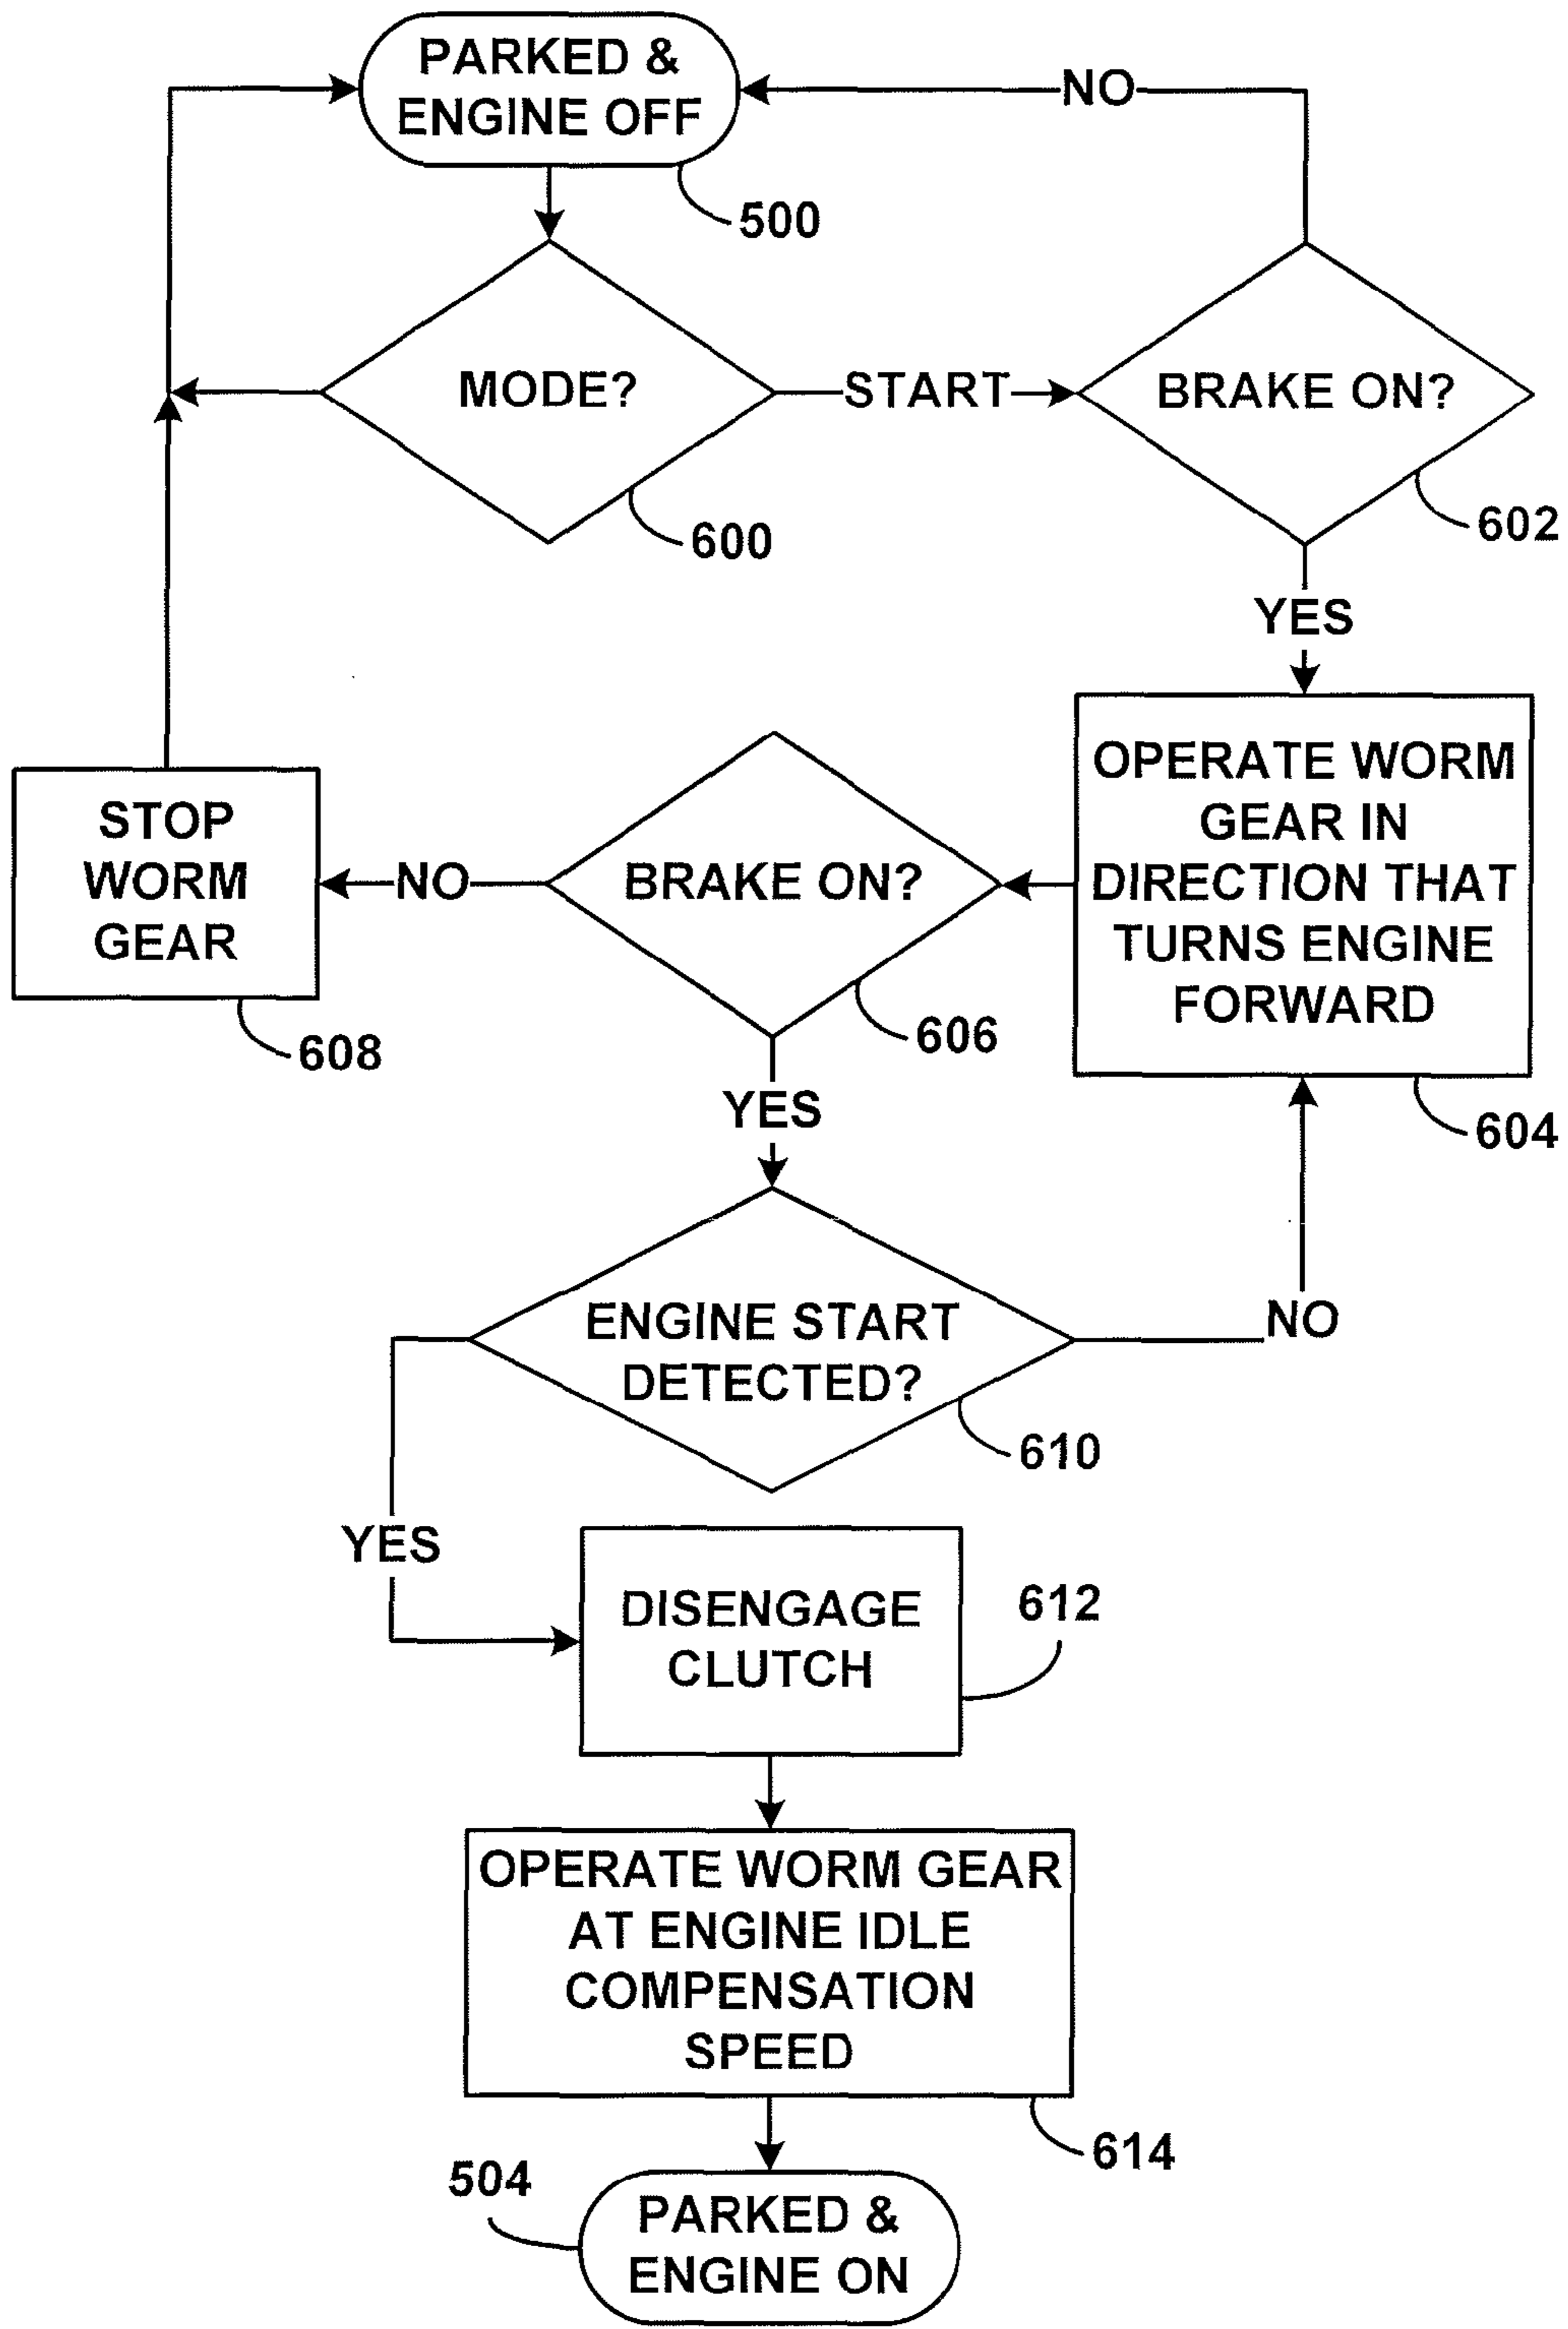 PARKED &
ENGINE OFF
NO
500
MODE?
START
BRAKE ON?
600
602
YES
OPERATE WORM
GEAR IN
DIRECTION THAT
TURNS ENGINE
FORWARD
STOP
WORM
GEAR
NO
BRAKE ON?
606
608
604
YES
ENGINE START
DETECTED?
NO
610
YES
DISENGAGE
CLUTCH
612
OPERATE WORM GEAR
AT ENGINE IDLE
COMPENSATION
SPEED
614
504
PARKED &
ENGINE ON